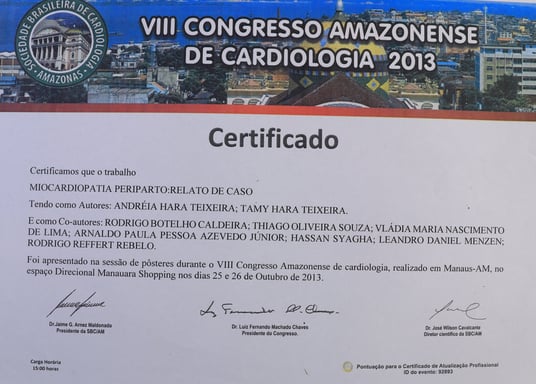 SOCIEDADE BRASILEIRA DE CARDIOLOGIA
AMAZONAS
VIII CONGRESSO AMAZONENSE
DE CARDIOLOGIA 2013
Certificado
Certificamos que o trabalho
MIOCARDIOPATIA PERIPARTO:RELATO DE CASO
Tendo como Autores: ANDRÉIA HARA TEIXEIRA; TAMY HARA TEIXEIRA.
E como Co-autores: RODRIGO BOTELHO CALDEIRA; THIAGO OLIVEIRA SOUZA; VLÁDIA MARIA NASCIMENTO
DE LIMA; ARNALDO PAULA PESSOA AZEVEDO JÚNIOR; HASSAN SYAGHA; LEANDRO DANIEL MENZEN;
RODRIGO REFFERT REBELO.
Foi apresentado na sessão de pôsteres durante o VIII Congresso Amazonense de cardiologia, realizado em Manaus-AM, no
espaço Direcional Manauara Shopping nos dias 25 e 26 de Outubro de 2013.
Dr.Jaime G. Arnez Maldonado
Presidente da SBC/AM
Dr. Luiz Fernando Machado Chaves
Presidente do Congresso.
Dr. José Wilson Cavalcante
Diretor científico da SBC/AM
Carga Horária
15:00 horas
Pontuação para o Certificado de Atualização Profissional
ID do evento: 92693